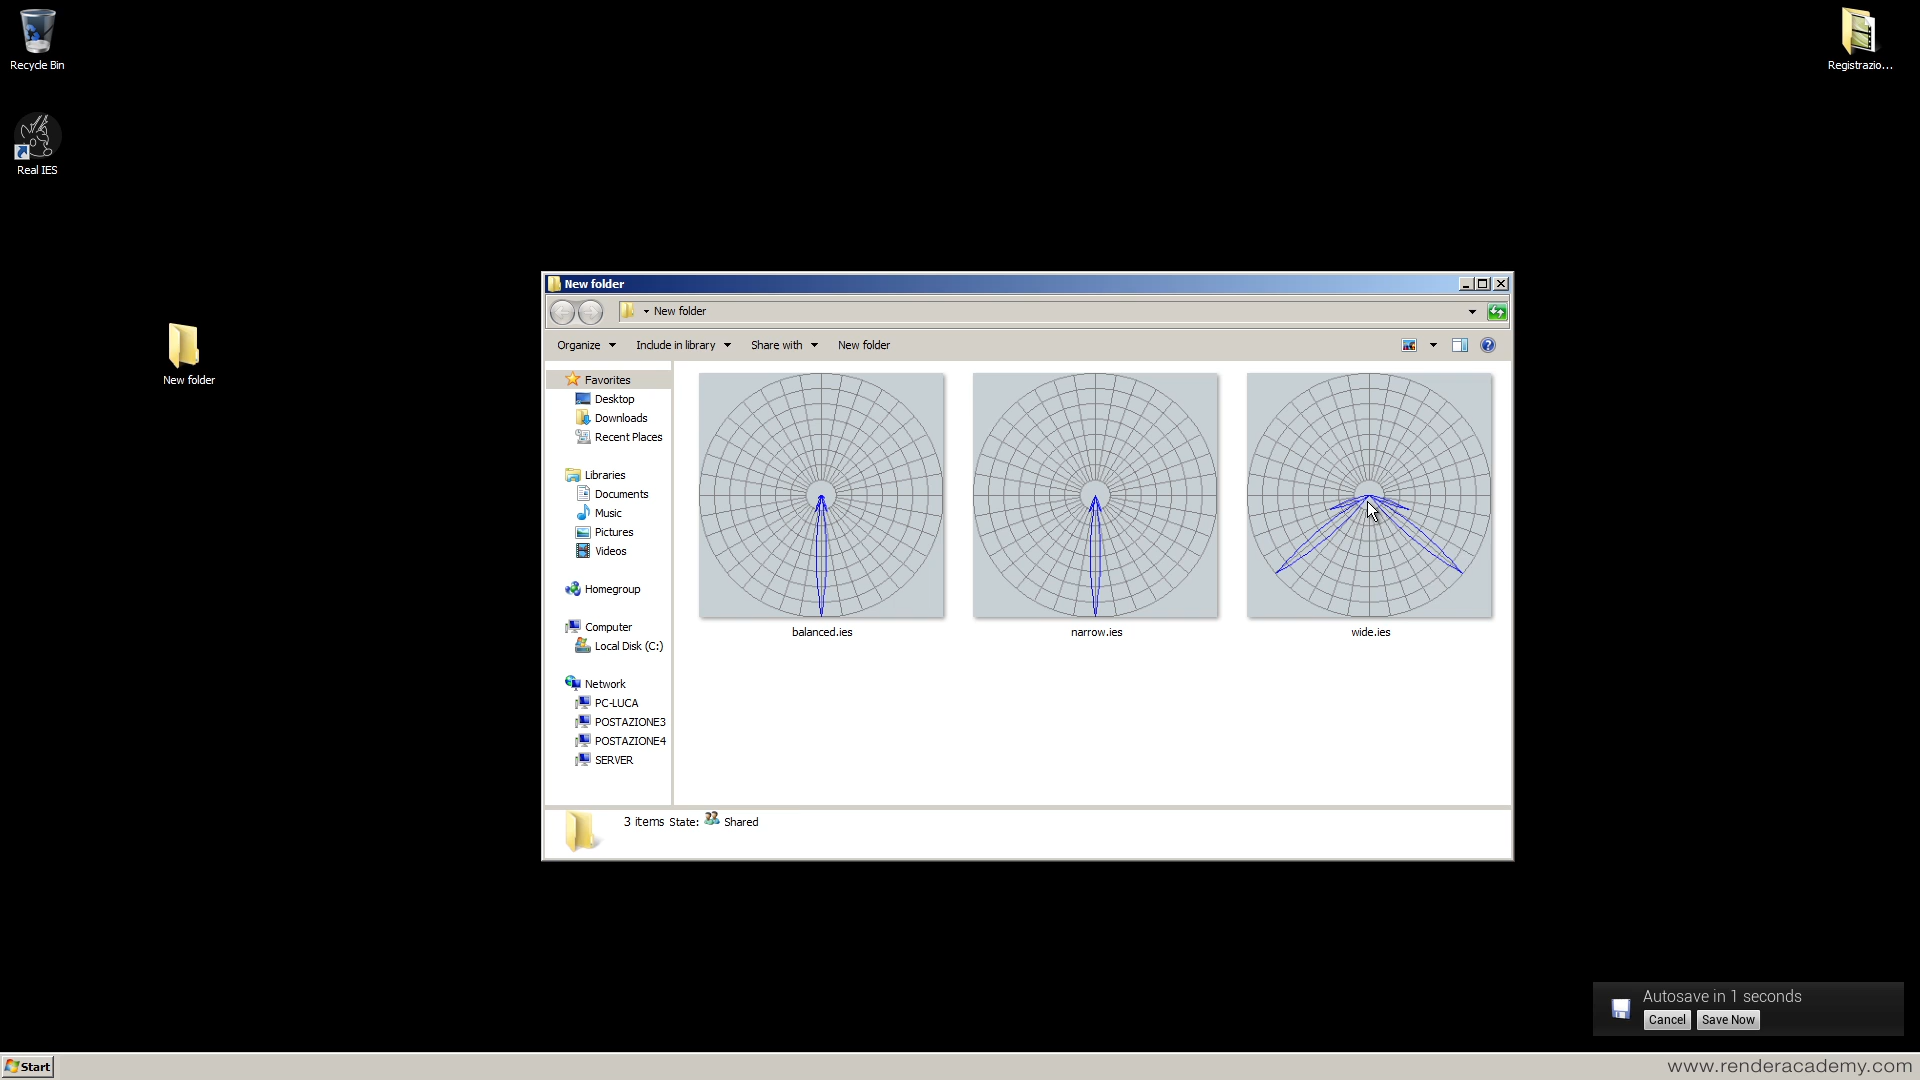 Recycle Bin
Registrazio...
Real IES
New folder
New folder
New folder
Organize
Include in library
Share with
New folder
Favorites
Desktop
Downloads
Recent Places
Libraries
Documents
Music
Pictures
Videos
Homegroup
Computer
Local Disk (C:)
Network
PC-LUCA
POSTAZIONE3
POSTAZIONE4
SERVER
balanced.ies
narrow.ies
wide.ies
3 items State: Shared
Autosave in 1 seconds
Cancel
Save Now
Start
www.renderacademy.com